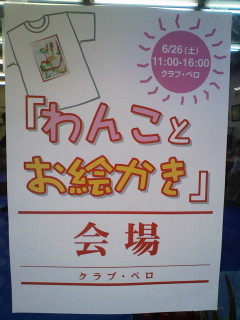 6/26(土)
11:00-16:00
クラブ・ペロ
『わんこと
お絵かき』
会場
クラブ・ペロ